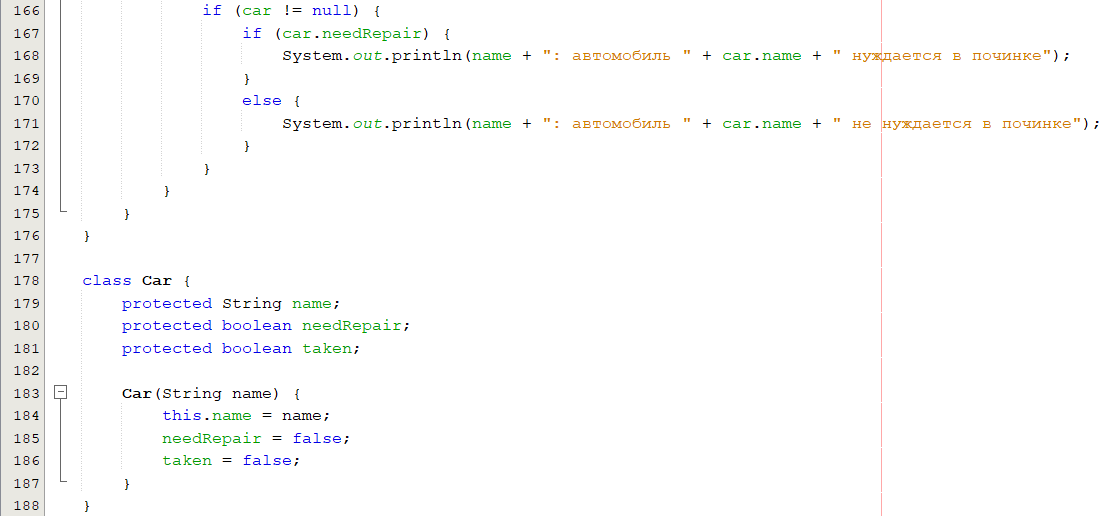 166 if (car != null) {
167 if (car.needRepair) {
168 System.out.println(name + ": автомобиль " + car.name + " нуждается в починке");
169 }
170 else {
171 System.out.println(name + ": автомобиль " + car.name + " не нуждается в починке");
172 }
173 }
174 }
175 }
176 }
177
178 class Car {
179 protected String name;
180 protected boolean needRepair;
181 protected boolean taken;
182
183 Car(String name) {
184 this.name = name;
185 needRepair = false;
186 taken = false;
187 }
188 }